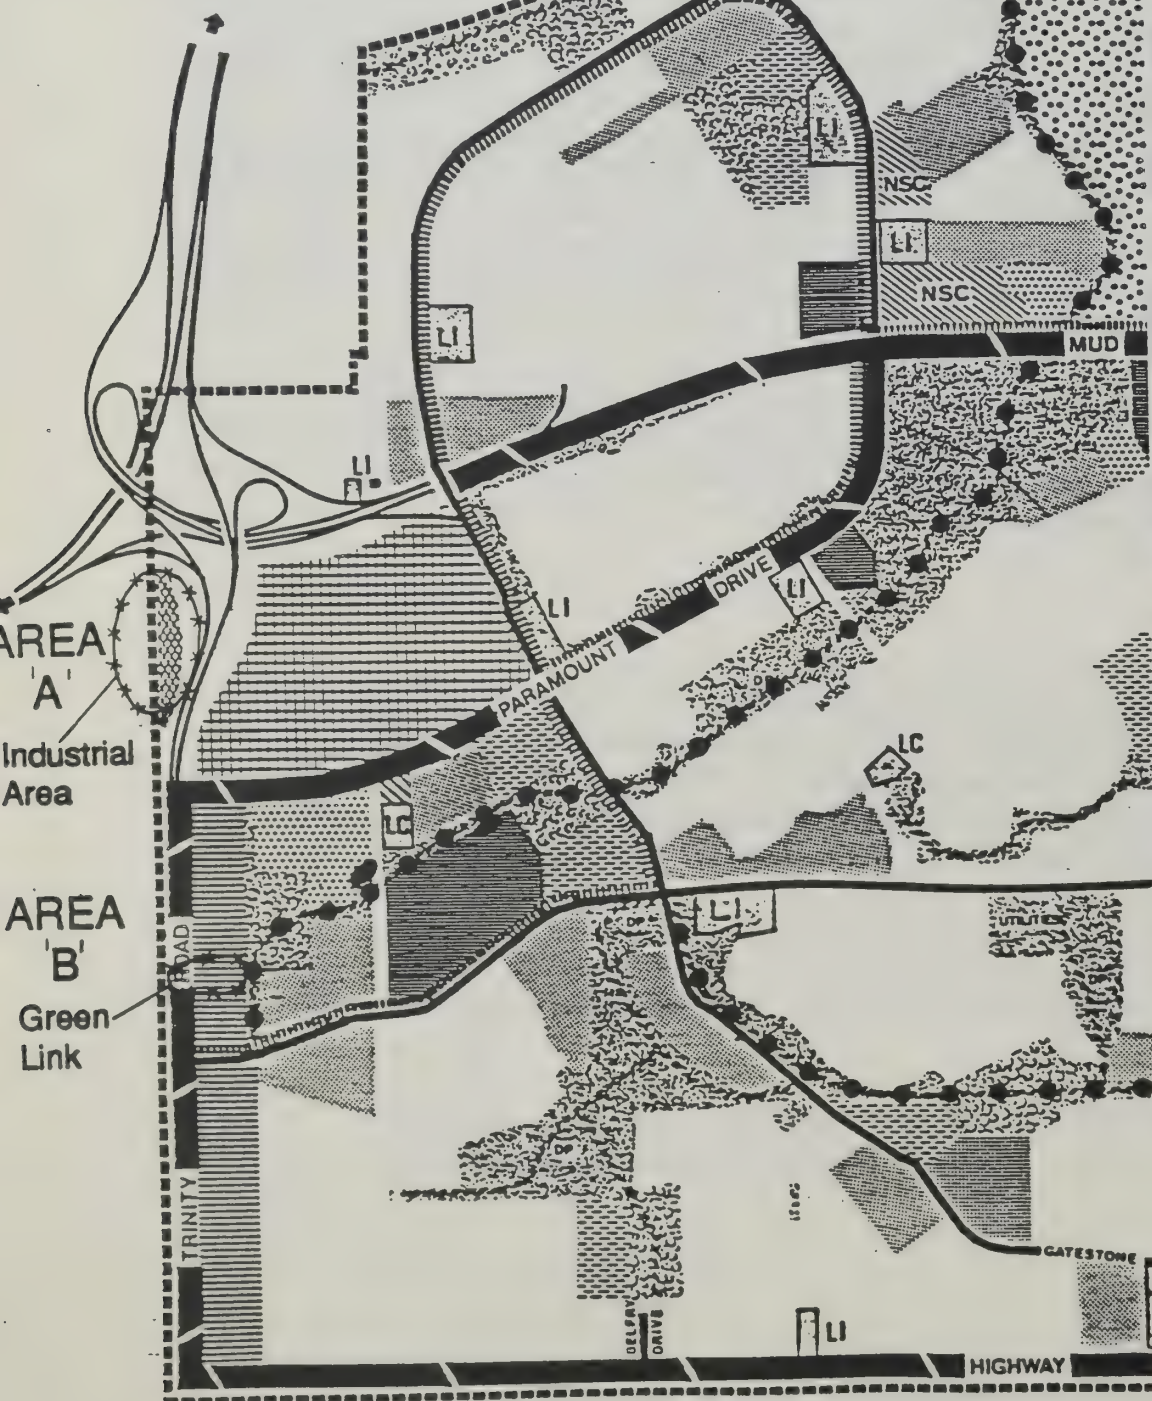 LI
NSC
LI
NSC
LI
MUD
LI
DRIVE
LI
LI
PARAMOUNT
AREA
'A'
Industrial
Area
LC
LC
AREA
'B'
Green
Link
ROAD
LI
UTILITIES
TRINITY
GATESTONE
DRIVE
LI
HIGHWAY